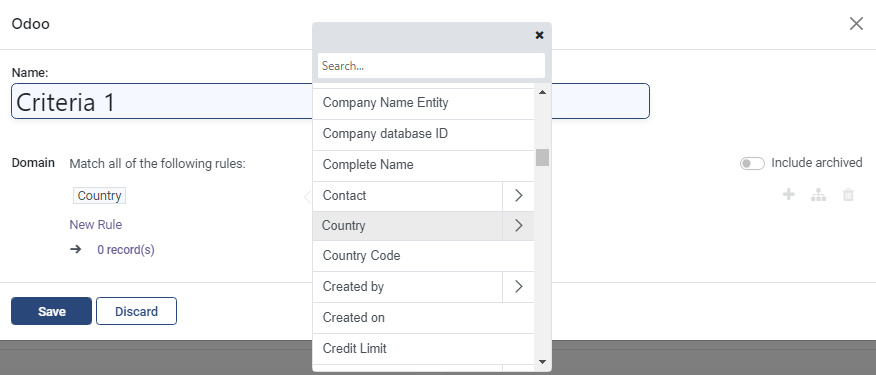 Odoo
Name:
Criteria 1
Domain
Match all of the following rules:
Include archived
Country
New Rule
0 record(s)
Save
Discard
Search...
Company Name Entity
Company database ID
Complete Name
Contact
Country
Country Code
Created by
Created on
Credit Limit